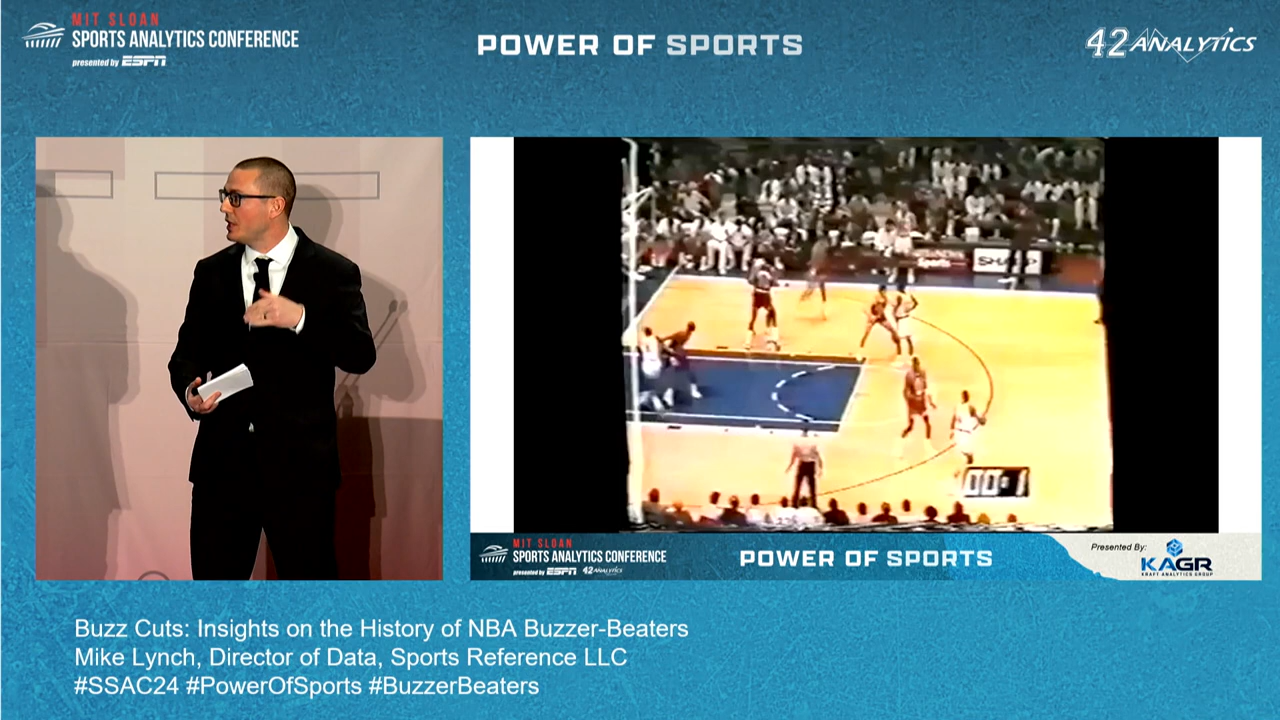 MIT SLOAN
SPORTS ANALYTICS CONFERENCE
presented by ESPN
POWER OF SPORTS
42 ANALYTICS
Sports
SHARP
00:1
MIT SLOAN
SPORTS ANALYTICS CONFERENCE
presented by ESPN 42 ANALYTICS
POWER OF SPORTS
Presented By:
KAGR
KRAFT ANALYTICS GROUP
Buzz Cuts: Insights on the History of NBA Buzzer-Beaters
Mike Lynch, Director of Data, Sports Reference LLC
#SSAC24 #PowerOfSports #BuzzerBeaters